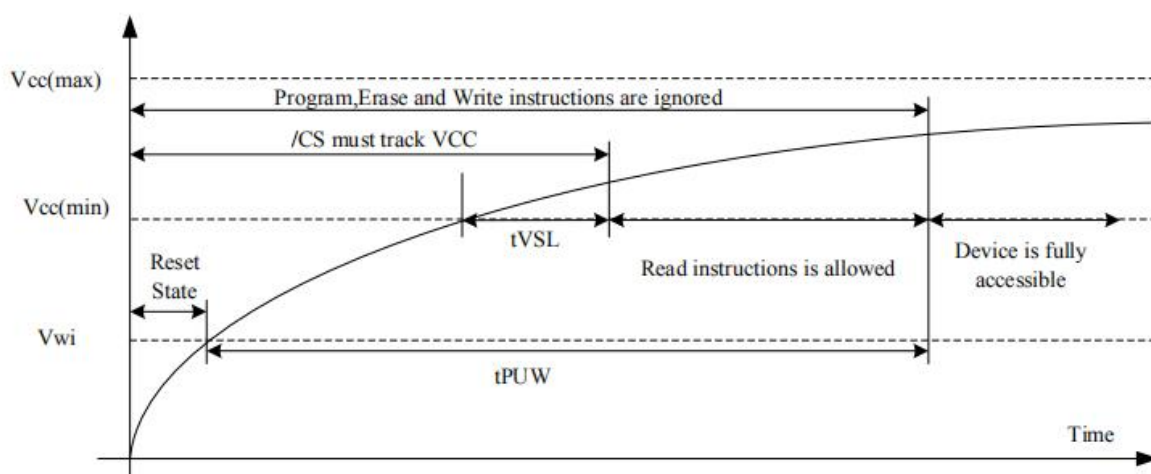 Vcc(max)
Program,Erase and Write instructions are ignored
/CS must track VCC
Vcc(min)
tVSL
Reset
State
Read instructions is allowed
Device is fully
accessible
Vwi
tPUW
Time